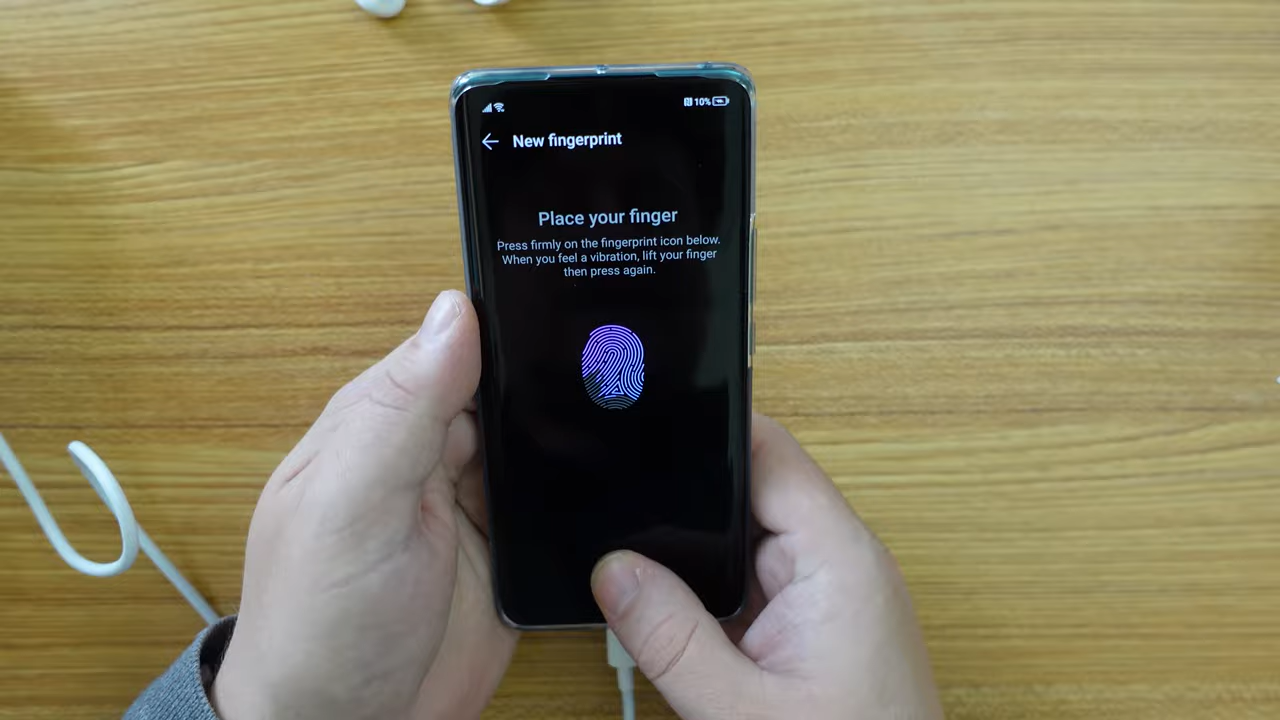 10%
New fingerprint
Place your finger
Press firmly on the fingerprint icon below.
When you feel a vibration, lift your finger
then press again.